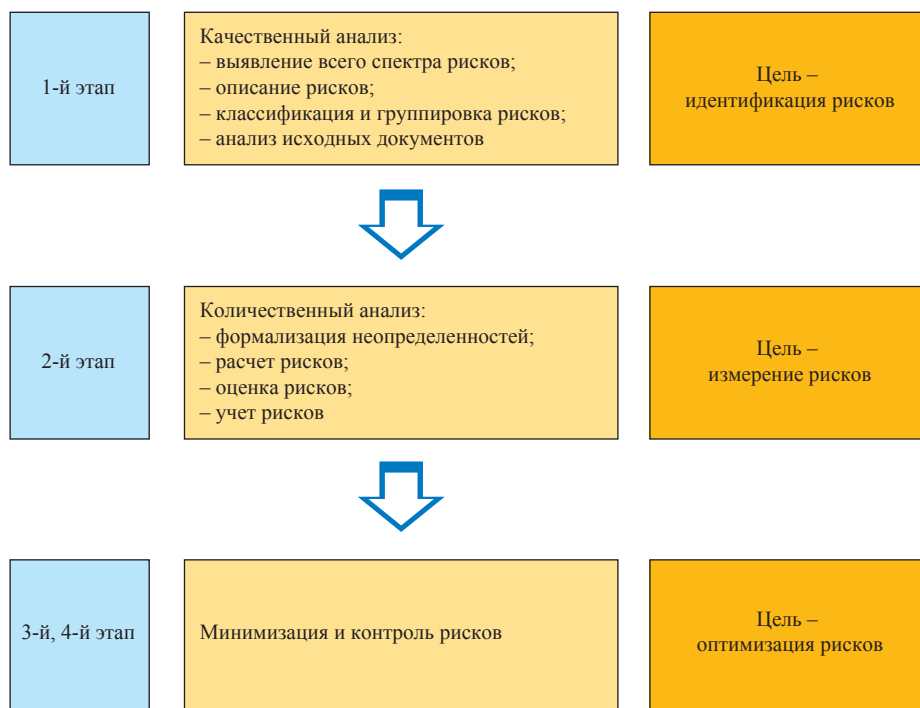 1-й этап
Качественный анализ:
– выявление всего спектра рисков;
– описание рисков;
– классификация и группировка рисков;
– анализ исходных документов
Цель –
идентификация рисков
2-й этап
Количественный анализ:
– формализация неопределенностей;
– расчет рисков;
– оценка рисков;
– учет рисков
Цель –
измерение рисков
3-й, 4-й этап
Минимизация и контроль рисков
Цель –
оптимизация рисков